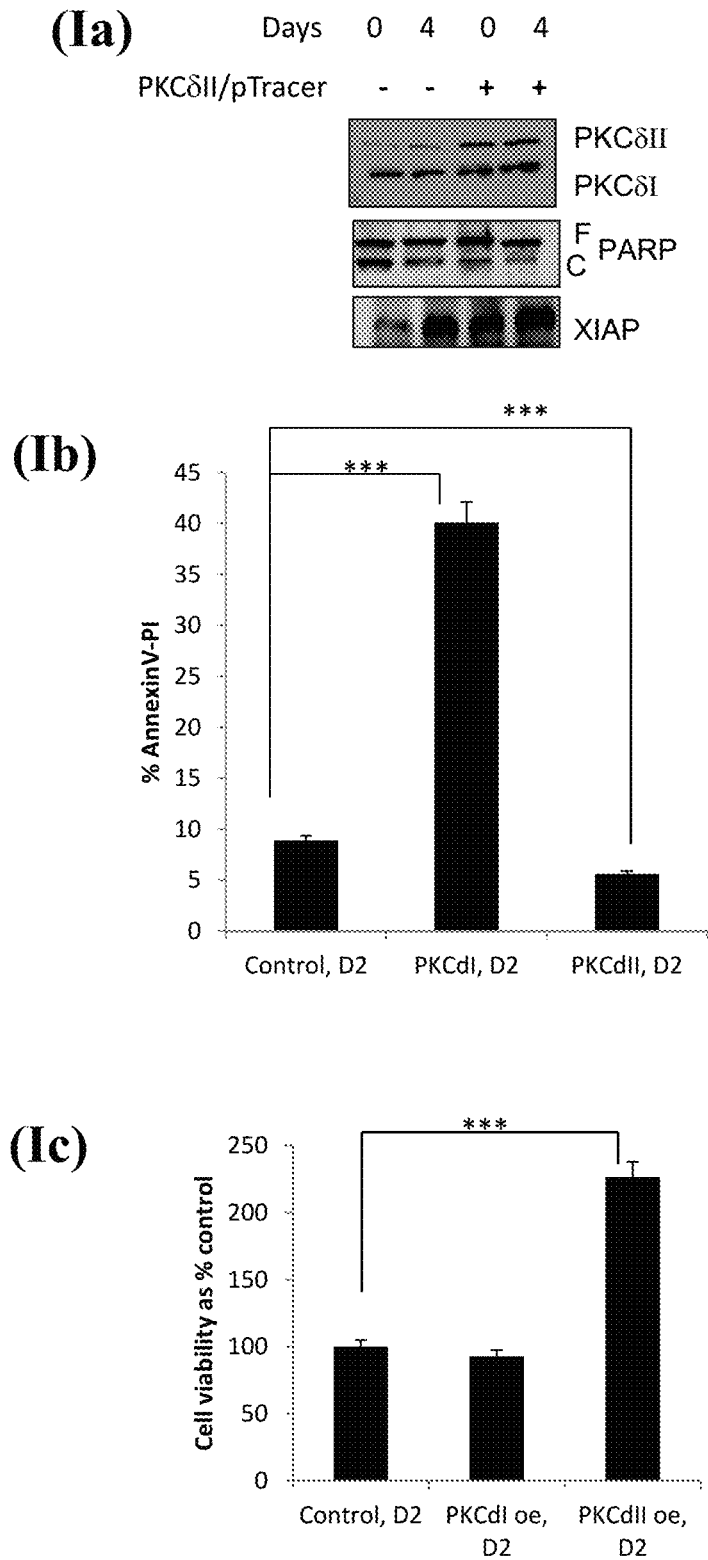 (Ia) Days 0 4 0 4
PKCδII/pTracer - - + +
PKCδII
PKCδI
F
C PARP
XIAP
(Ib)
***
***
45
40
35
30
25
20
15
10
5
0
% AnnexinV-PI
Control, D2 PKCdI, D2 PKCdII, D2
(Ic)
***
250
200
150
100
50
0
Cell viability as % control
Control, D2 PKCdI oe, PKCdII oe,
D2 D2